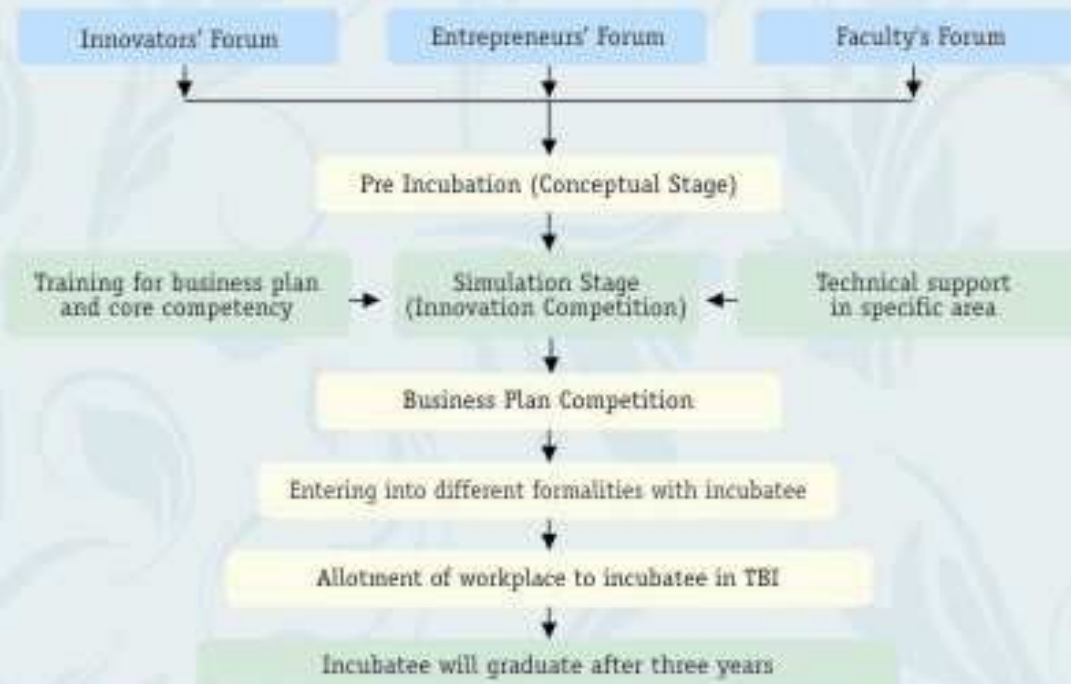 Innovators' Forum
Entrepreneurs' Forum
Faculty's Forum
Pre Incubation (Conceptual Stage)
Training for business plan
and core competency
Simulation Stage
(Innovation Competition)
Technical support
in specific area
Business Plan Competition
Entering into different formalities with incubatee
Allotment of workplace to incubatee in TBI
Incubatee will graduate after three years